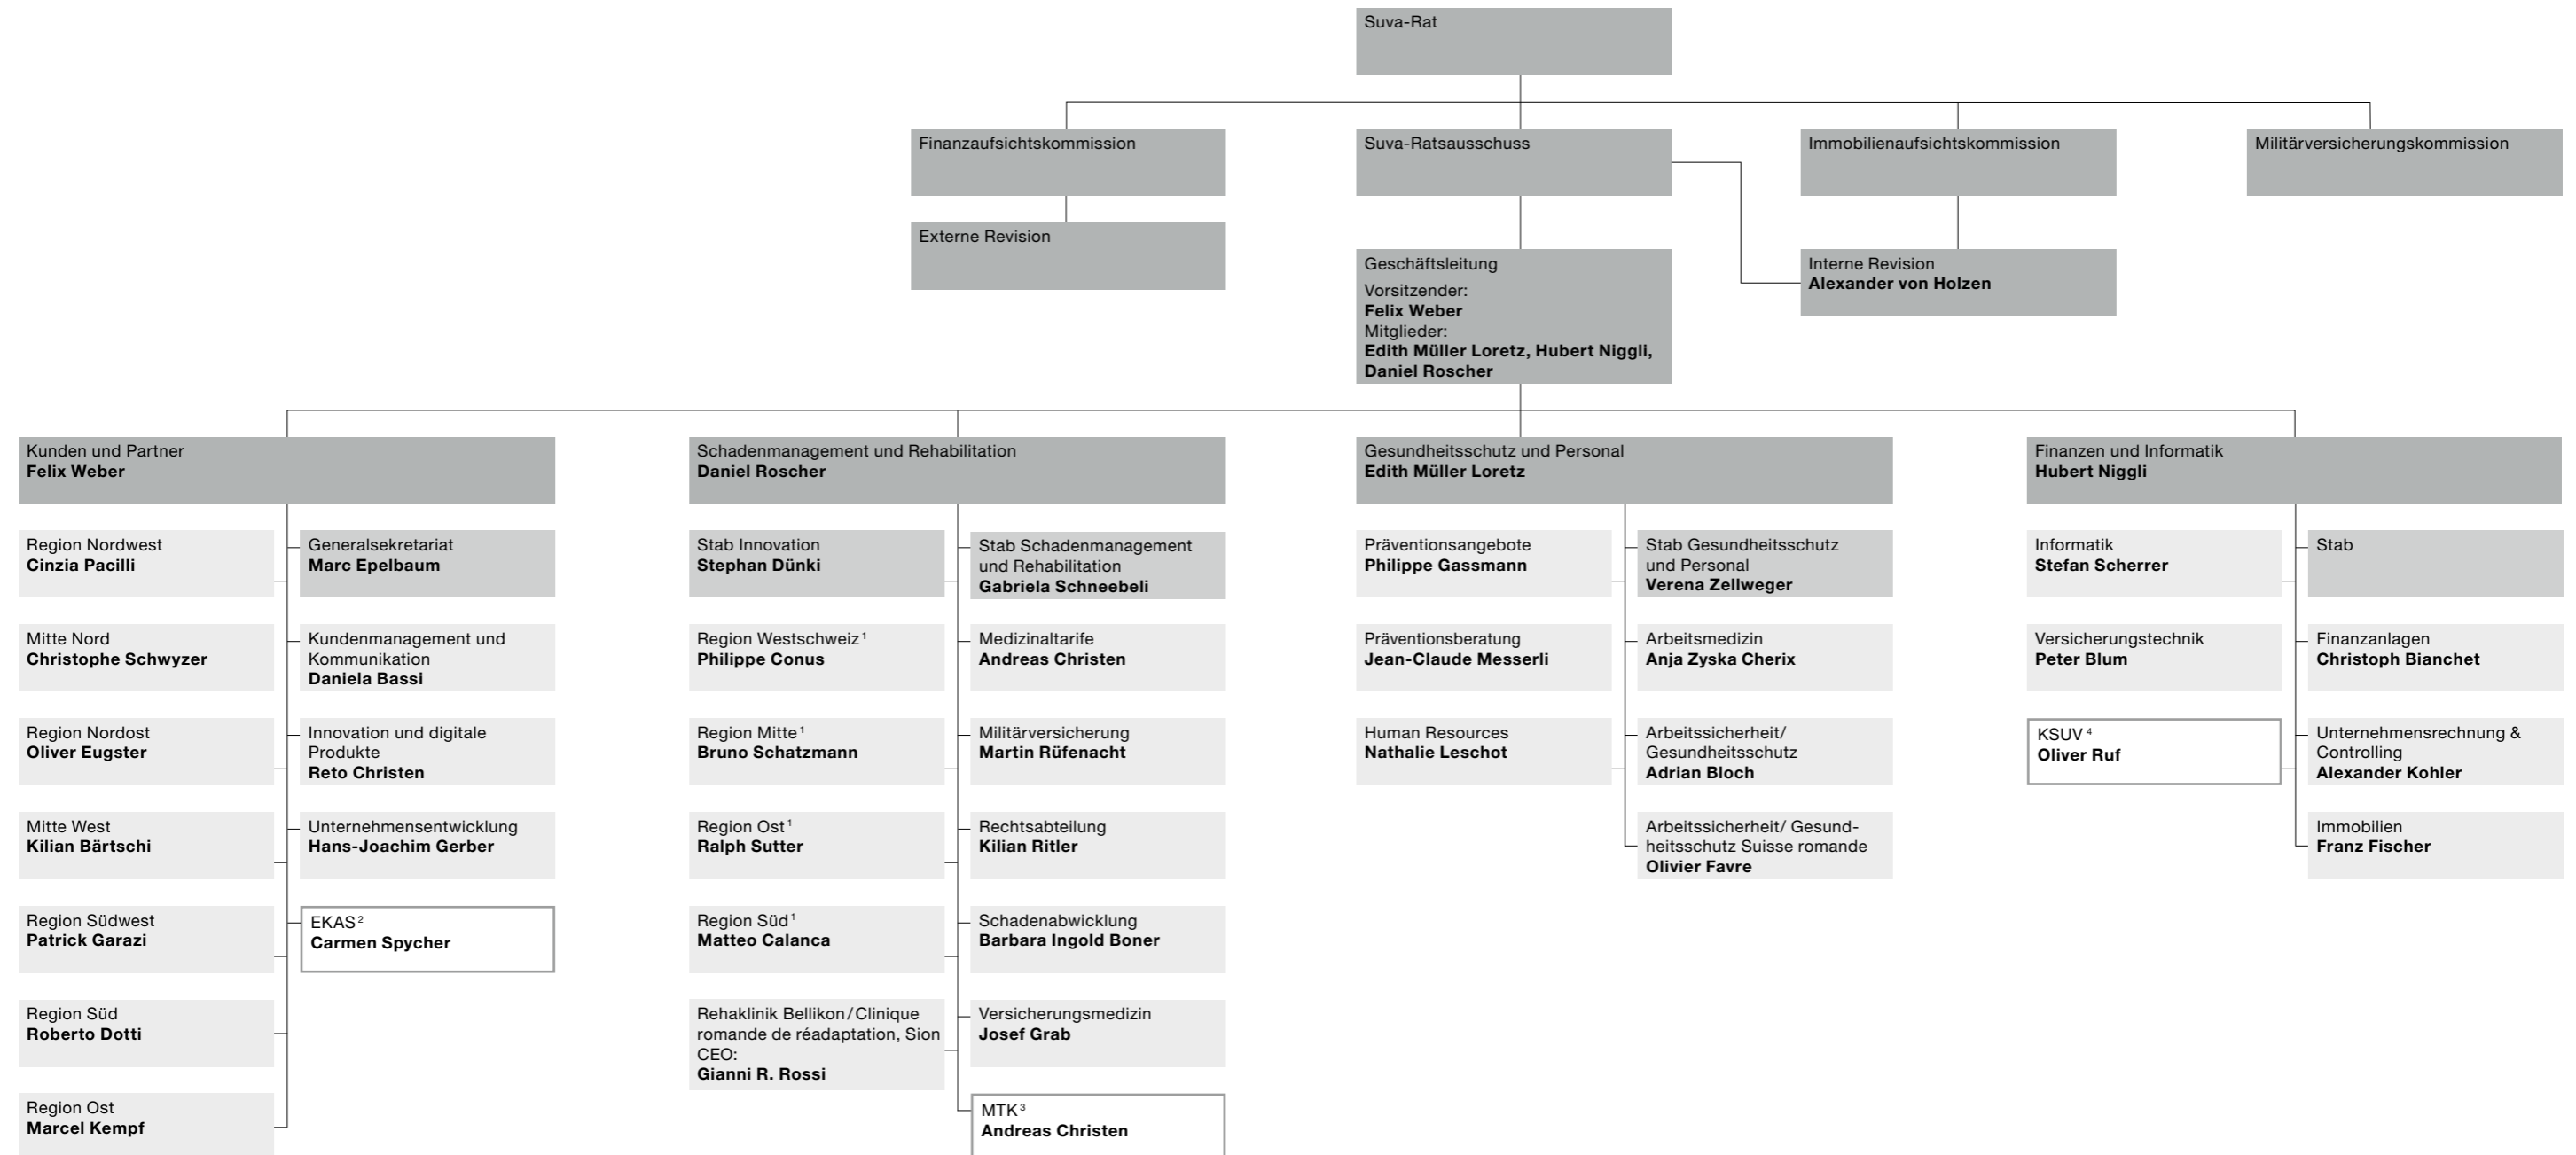 Suva-Rat
Finanzaufsichtskommission
Suva-Ratsausschuss
Immobilienaufsichtskommission
Militärversicherungskommission
Externe Revision
Geschäftsleitung
Vorsitzender:
Felix Weber
Mitglieder:
Edith Müller Loretz, Hubert Niggli,
Daniel Roscher
Interne Revision
Alexander von Holzen
Kunden und Partner
Felix Weber
Region Nordwest
Cinzia Pacilli
Generalsekretariat
Marc Epelbaum
Mitte Nord
Christophe Schwyzer
Kundenmanagement und
Kommunikation
Daniela Bassi
Region Nordost
Oliver Eugster
Innovation und digitale
Produkte
Reto Christen
Mitte West
Kilian Bärtschi
Unternehmensentwicklung
Hans-Joachim Gerber
Region Südwest
Patrick Garazi
EKAS ²
Carmen Spycher
Region Süd
Roberto Dotti
Region Ost
Marcel Kempf
Schadenmanagement und Rehabilitation
Daniel Roscher
Stab Innovation
Stephan Dünki
Stab Schadenmanagement
und Rehabilitation
Gabriela Schneebeli
Region Westschweiz ¹
Philippe Conus
Medizinaltarife
Andreas Christen
Region Mitte ¹
Bruno Schatzmann
Militärversicherung
Martin Rüfenacht
Region Ost ¹
Ralph Sutter
Rechtsabteilung
Kilian Ritler
Region Süd ¹
Matteo Calanca
Schadenabwicklung
Barbara Ingold Boner
Rehaklinik Bellikon / Clinique
romande de réadaptation, Sion
CEO:
Gianni R. Rossi
Versicherungsmedizin
Josef Grab
MTK ³
Andreas Christen
Gesundheitsschutz und Personal
Edith Müller Loretz
Präventionsangebote
Philippe Gassmann
Stab Gesundheitsschutz
und Personal
Verena Zellweger
Präventionsberatung
Jean-Claude Messerli
Arbeitsmedizin
Anja Zyska Cherix
Human Resources
Nathalie Leschot
Arbeitssicherheit/
Gesundheitsschutz
Adrian Bloch
Arbeitssicherheit/ Gesund-
heitsschutz Suisse romande
Olivier Favre
Finanzen und Informatik
Hubert Niggli
Informatik
Stefan Scherrer
Stab
Versicherungstechnik
Peter Blum
Finanzanlagen
Christoph Bianchet
KSUV ⁴
Oliver Ruf
Unternehmensrechnung &
Controlling
Alexander Kohler
Immobilien
Franz Fischer